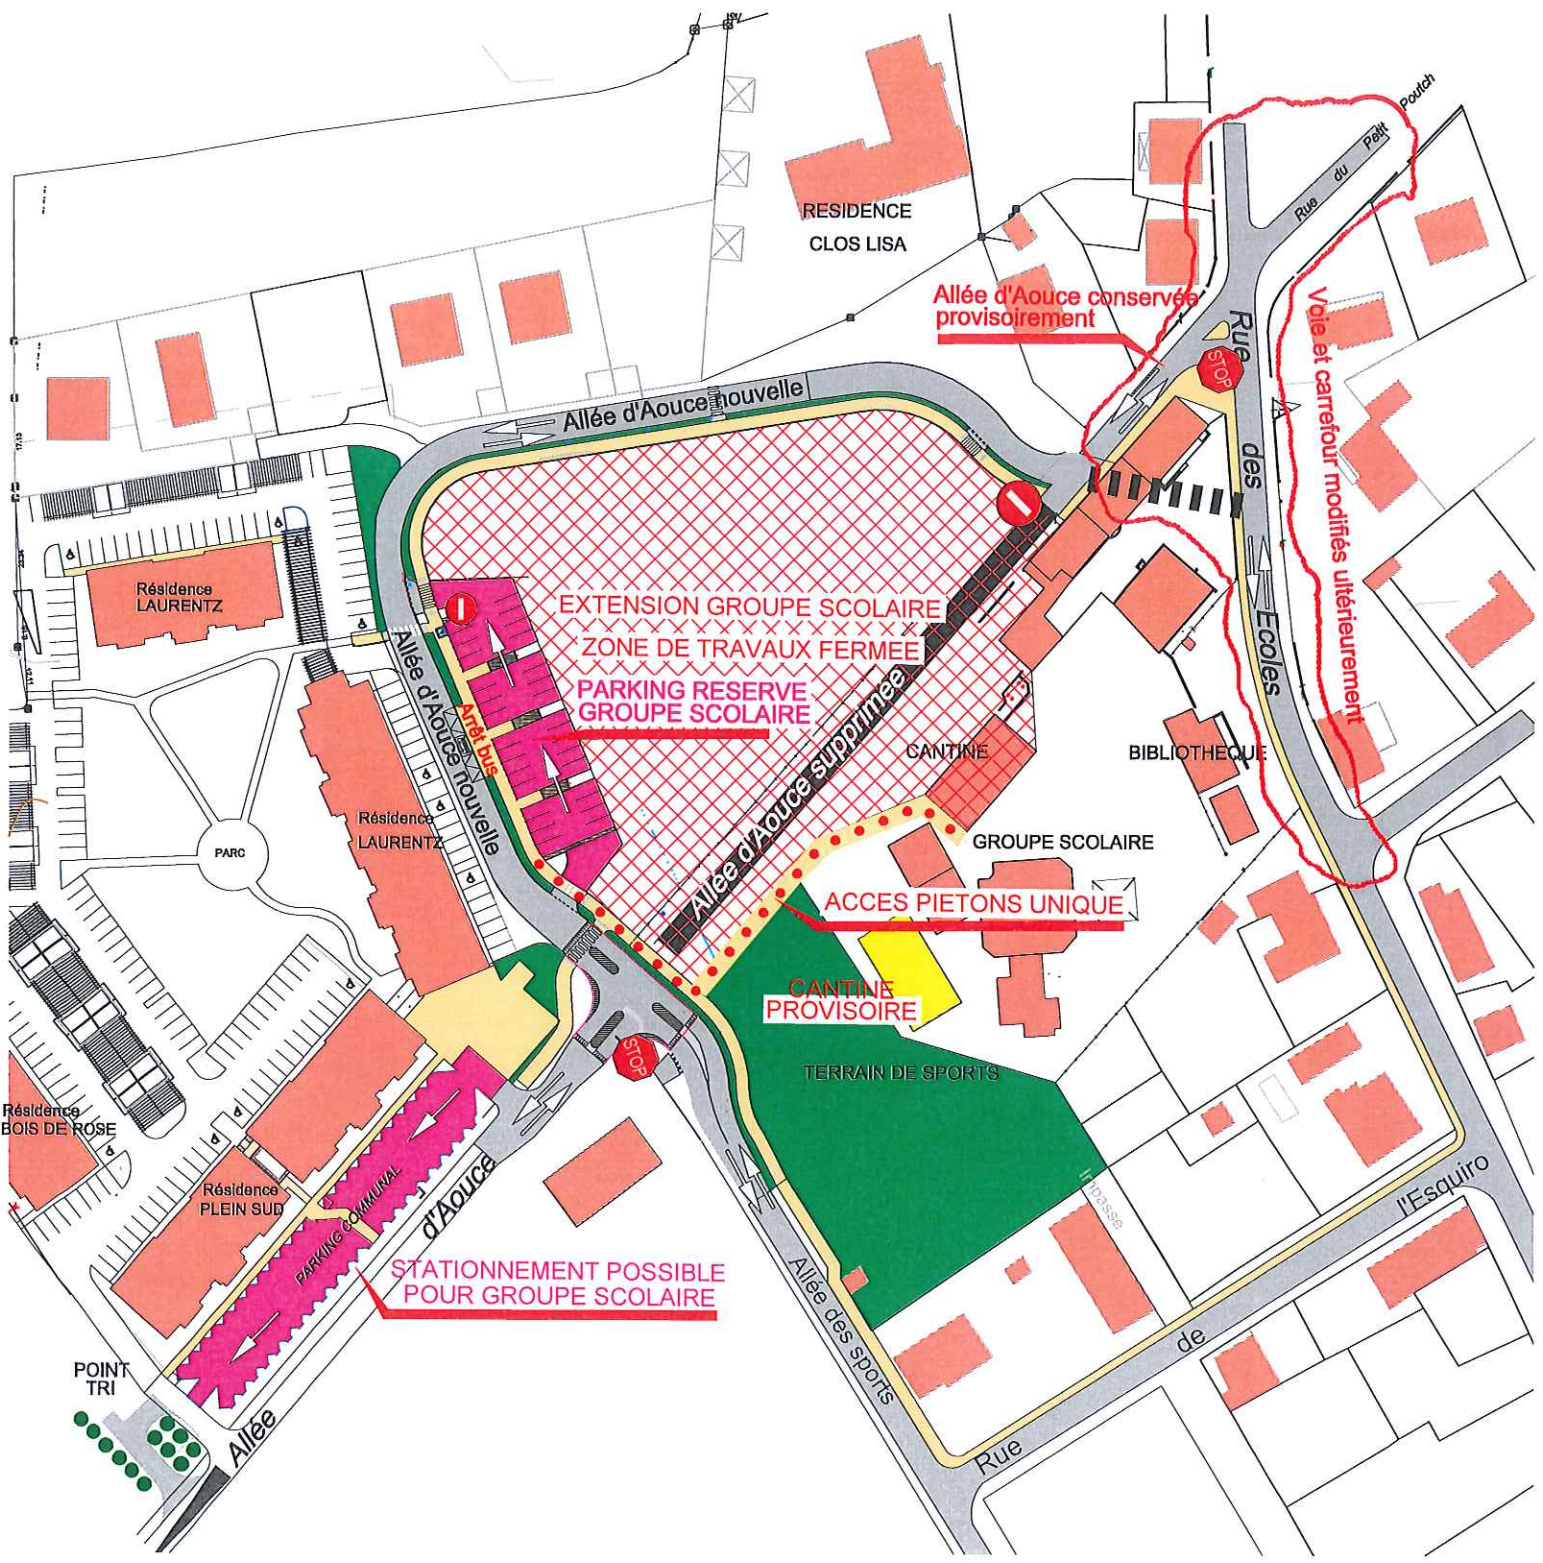 RESIDENCE
CLOS LISA
Rue du Petit Poutch
Allée d'Aouce conservée
provisoirement
STOP
Rue des Ecoles
Voie et carrefour modifiés ultérieurement
Allée d'Aouce nouvelle
Résidence
LAURENTZ
EXTENSION GROUPE SCOLAIRE
ZONE DE TRAVAUX FERMEE
PARKING RESERVE
GROUPE SCOLAIRE
Allée d'Aouce nouvelle
Arrêt bus
Allée d'Aouce supprimée
CANTINE
BIBLIOTHEQUE
Résidence
LAURENTZ
PARC
GROUPE SCOLAIRE
ACCES PIETONS UNIQUE
CANTINE
PROVISOIRE
STOP
TERRAIN DE SPORTS
Résidence
BOIS DE ROSE
Résidence
PLEIN SUD
PARKING COMMUNAL
Impasse
STATIONNEMENT POSSIBLE
POUR GROUPE SCOLAIRE
Allée des sports
Rue de l'Esquiro
POINT
TRI
Allée d'Aouce